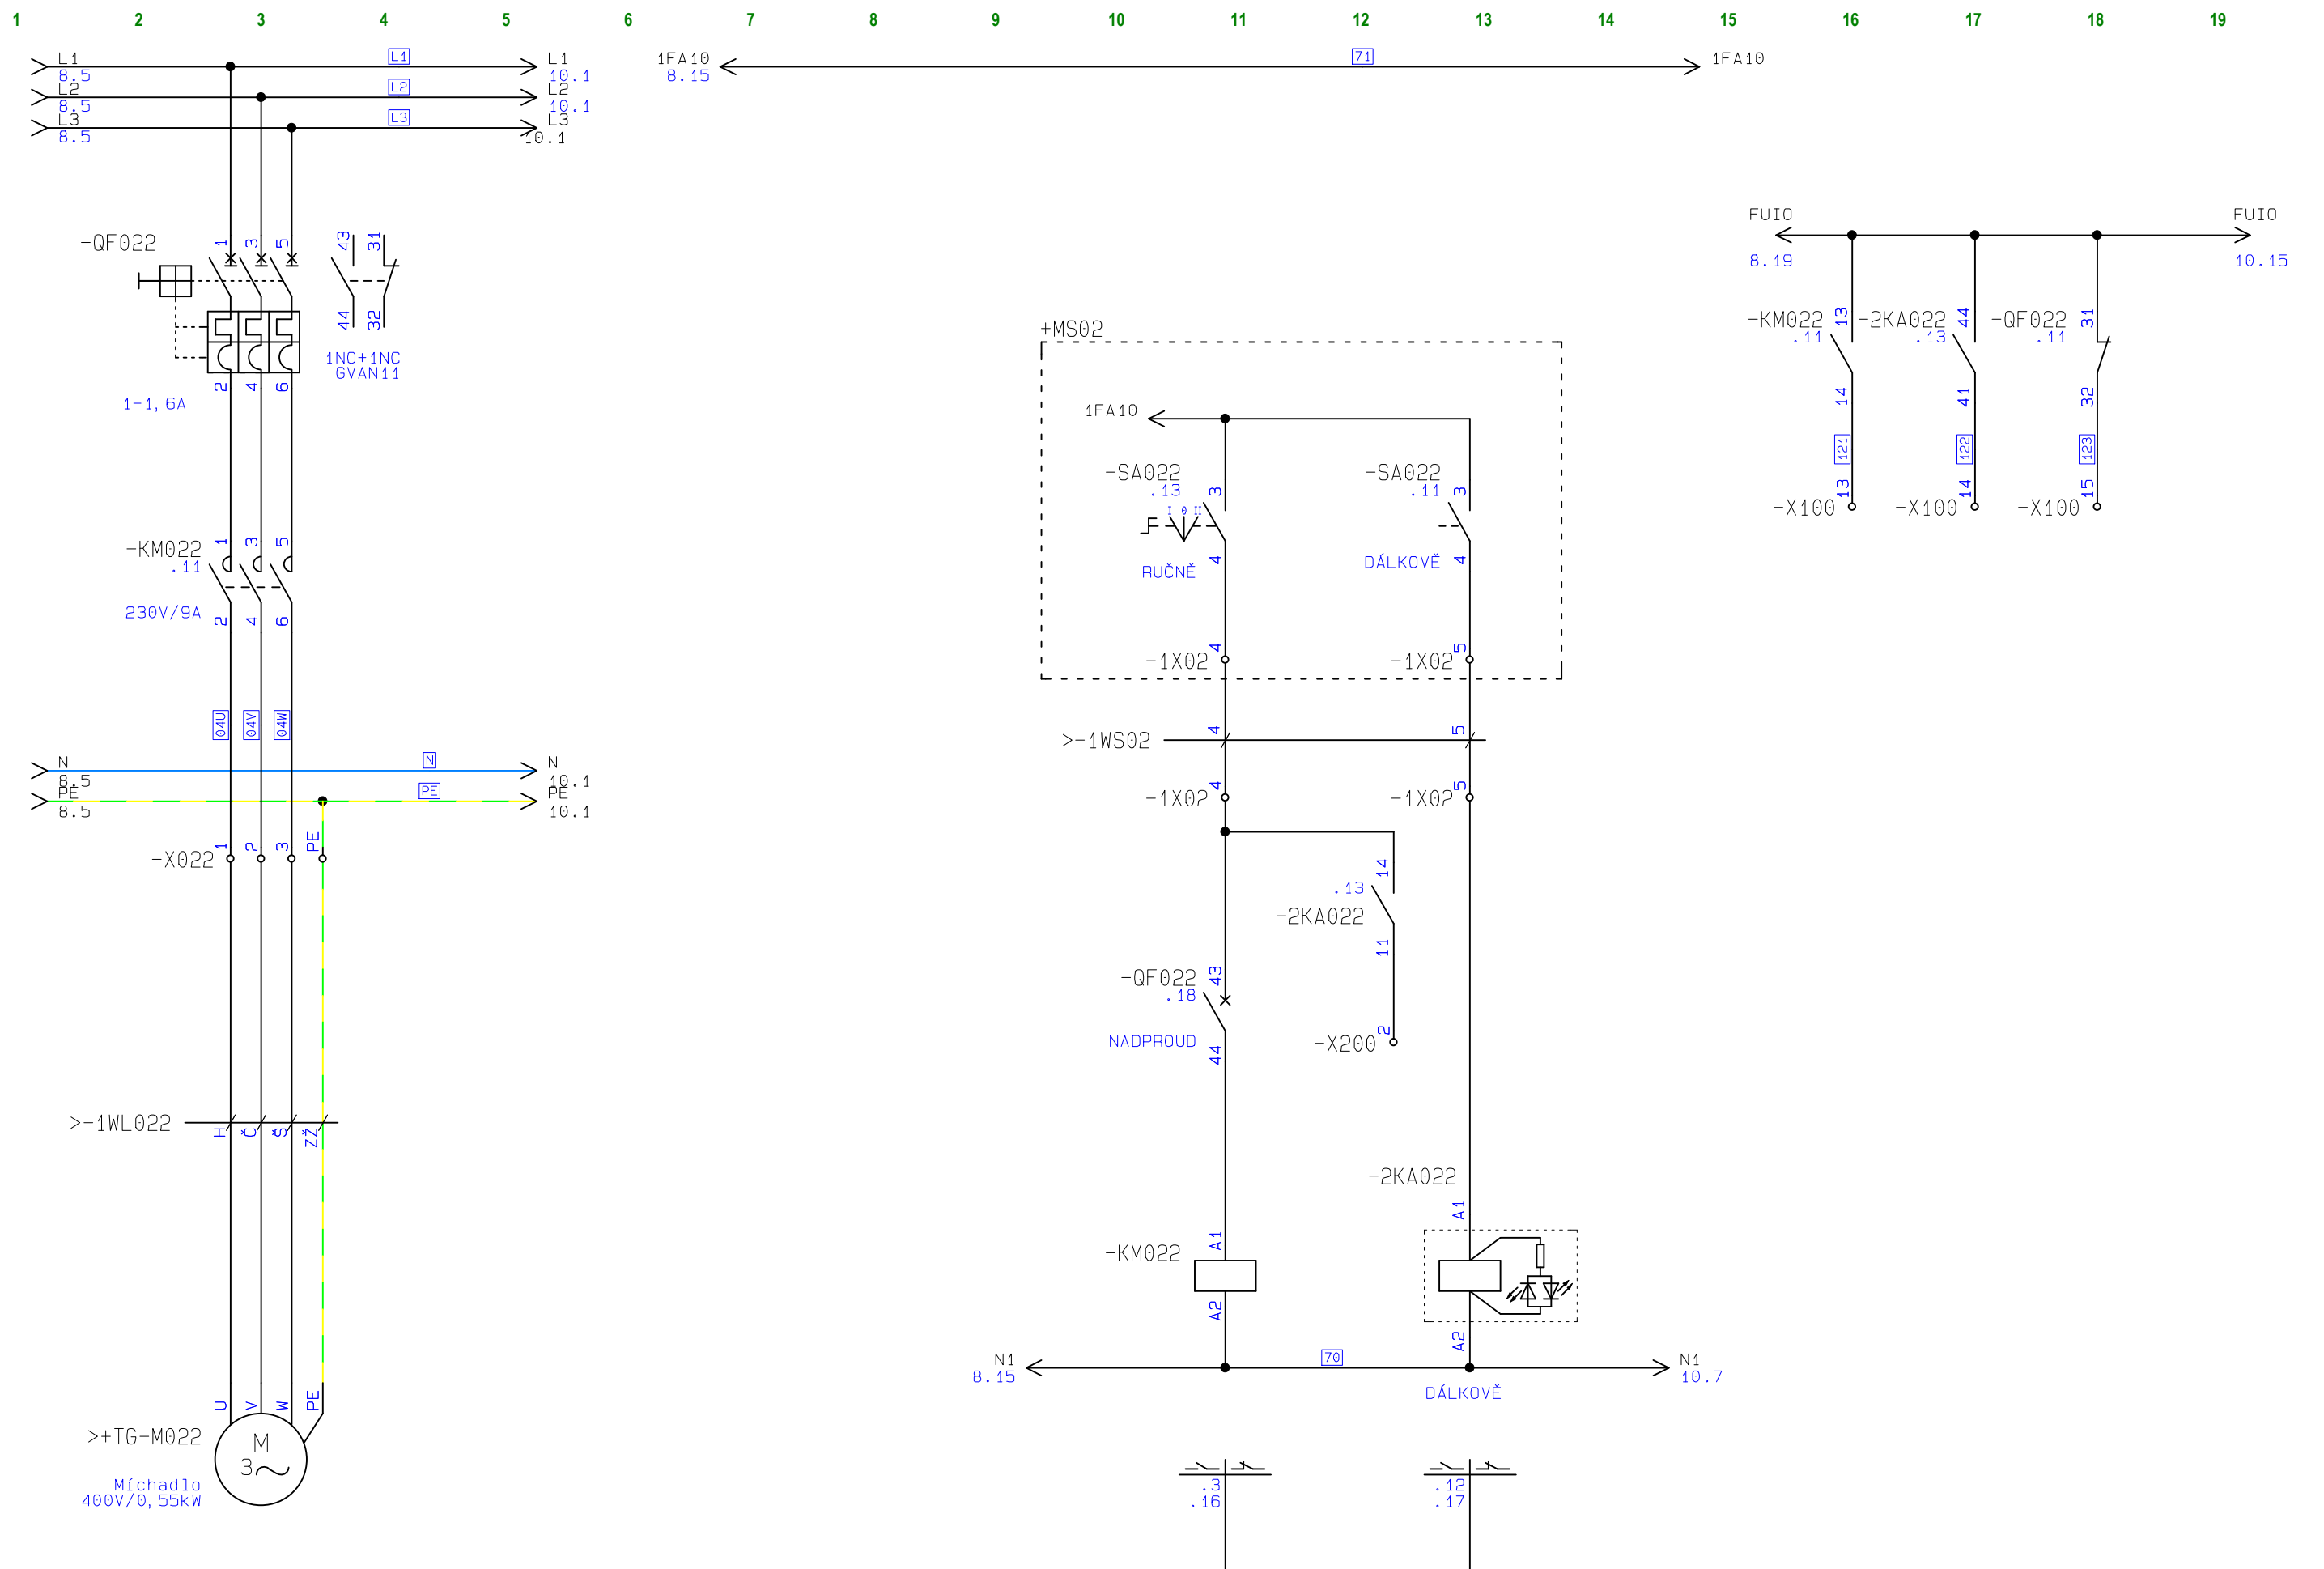 1 2 3 4 5 6 7 8 9 10 11 12 13 14 15 16 17 18 19
L1 8.5 L1 L1 10.1
L2 8.5 L2 L2 10.1
L3 8.5 L3 L3 10.1
1FA10 8.15 71 1FA10
-QF022 1 3 5 43 31
44 32
1NO+1NC
GVAN11
2 4 6
1-1,6A
-KM022 1 3 5
.11
230V/9A 2 4 6
04U 04V 04W
N 8.5 N N 10.1
PE 8.5 PE PE 10.1
-X022 1 2 3 PE
>-1WL022 H Č Š ZŽ
U V W PE
>+TG-M022 M
3
Míchadlo
400V/0,55kW
+MS02
1FA10
-SA022 3
.13
I 0 II
4
RUČNĚ
-SA022 3
.11
DÁLKOVĚ 4
-1X02 4
-1X02 5
>-1WS02 4 5
-1X02 4
-1X02 5
14
.13
-2KA022
11
-X200 2
-QF022 43
.18
NADPROUD 44
-KM022 A1
A2
-2KA022
A1
A2
N1 8.15 70 N1 10.7
DÁLKOVĚ
.3
.16
.12
.17
FUIO 8.19 FUIO 10.15
-KM022 13
.11
14
121
13
-X100
-2KA022 44
.13
41
122
14
-X100
-QF022 31
.11
32
123
15
-X100